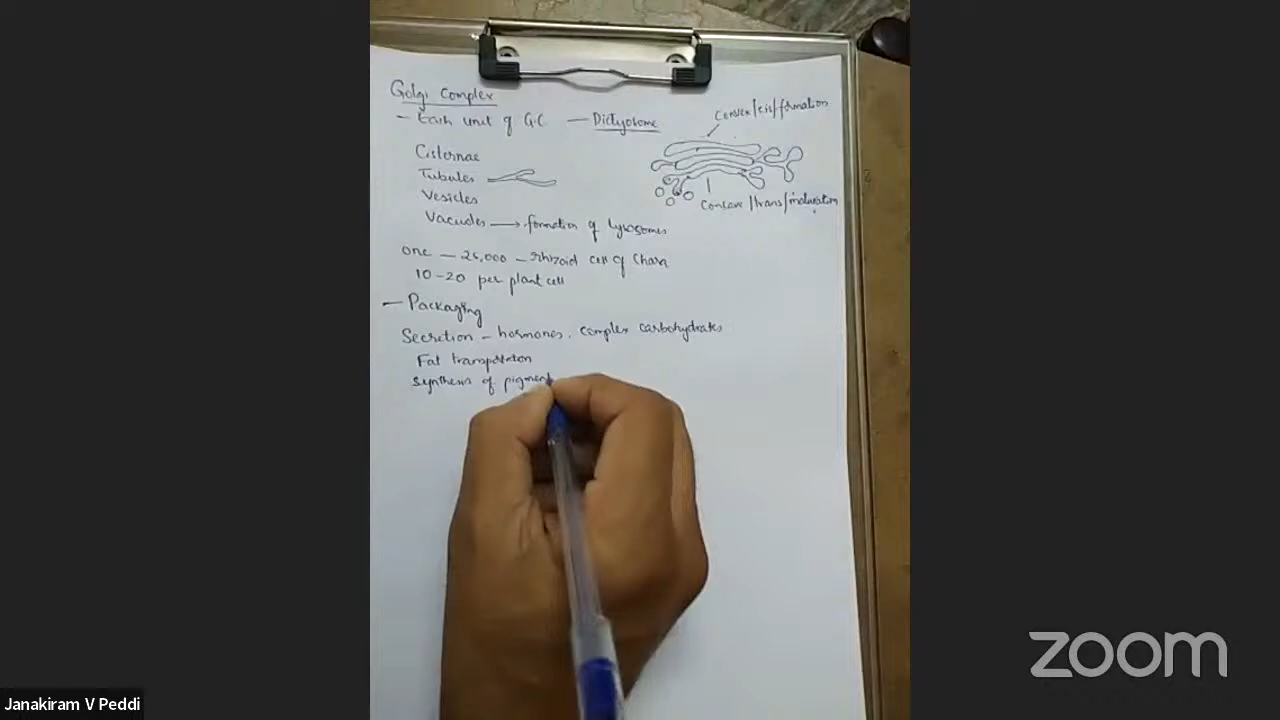 Golgi Complex
- Each unit of G.C - Dictyosome
Convex/cis/formation
Cisternae
Tubules
Vesicles
Concave/trans/maturation
Vacuoles → formation of lysosomes
One - 25,000 - rhizoid cell of Chara
10-20 per plant cell
- Packaging
Secretion - hormones, complex carbohydrates
Fat transportation
Synthesis of pigment
zoom
Janakiram V Peddi